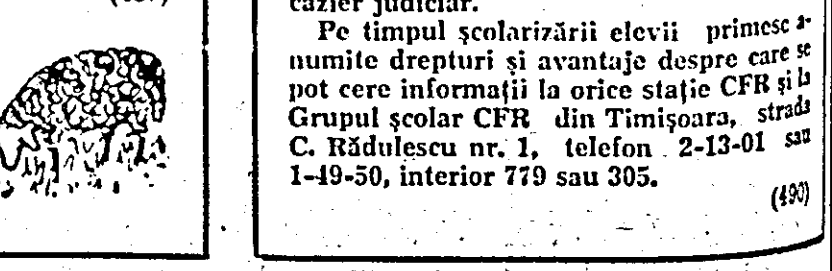 cazier judiciar.
Pe timpul școlarizării elevii primesc a-
numite drepturi și avantaje despre care se
pot cere informații la orice stație CFR și la
Grupul școlar CFR din Timișoara, strada
C. Rădulescu nr. 1, telefon 2-13-01 sau
1-49-50, interior 779 sau 305.
(490)